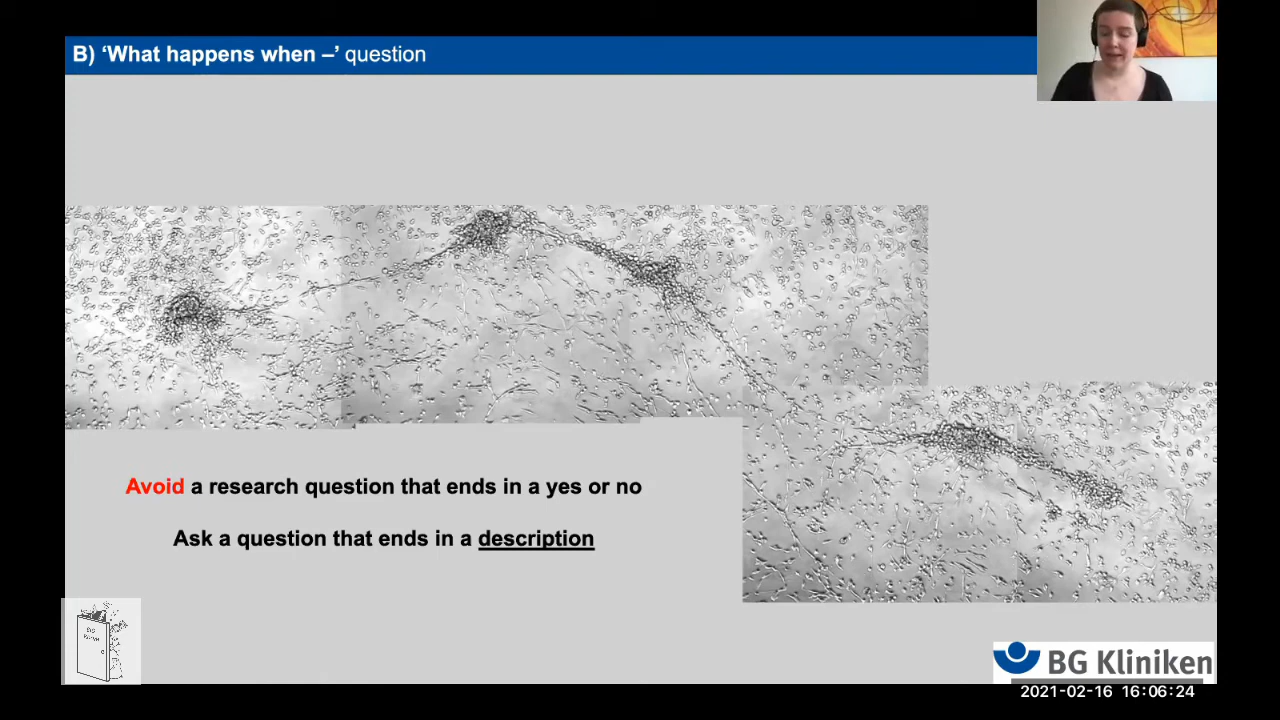 B) ‘What happens when –’ question
Avoid a research question that ends in a yes or no
Ask a question that ends in a description
BG Kliniken
2021-02-16 16:06:24